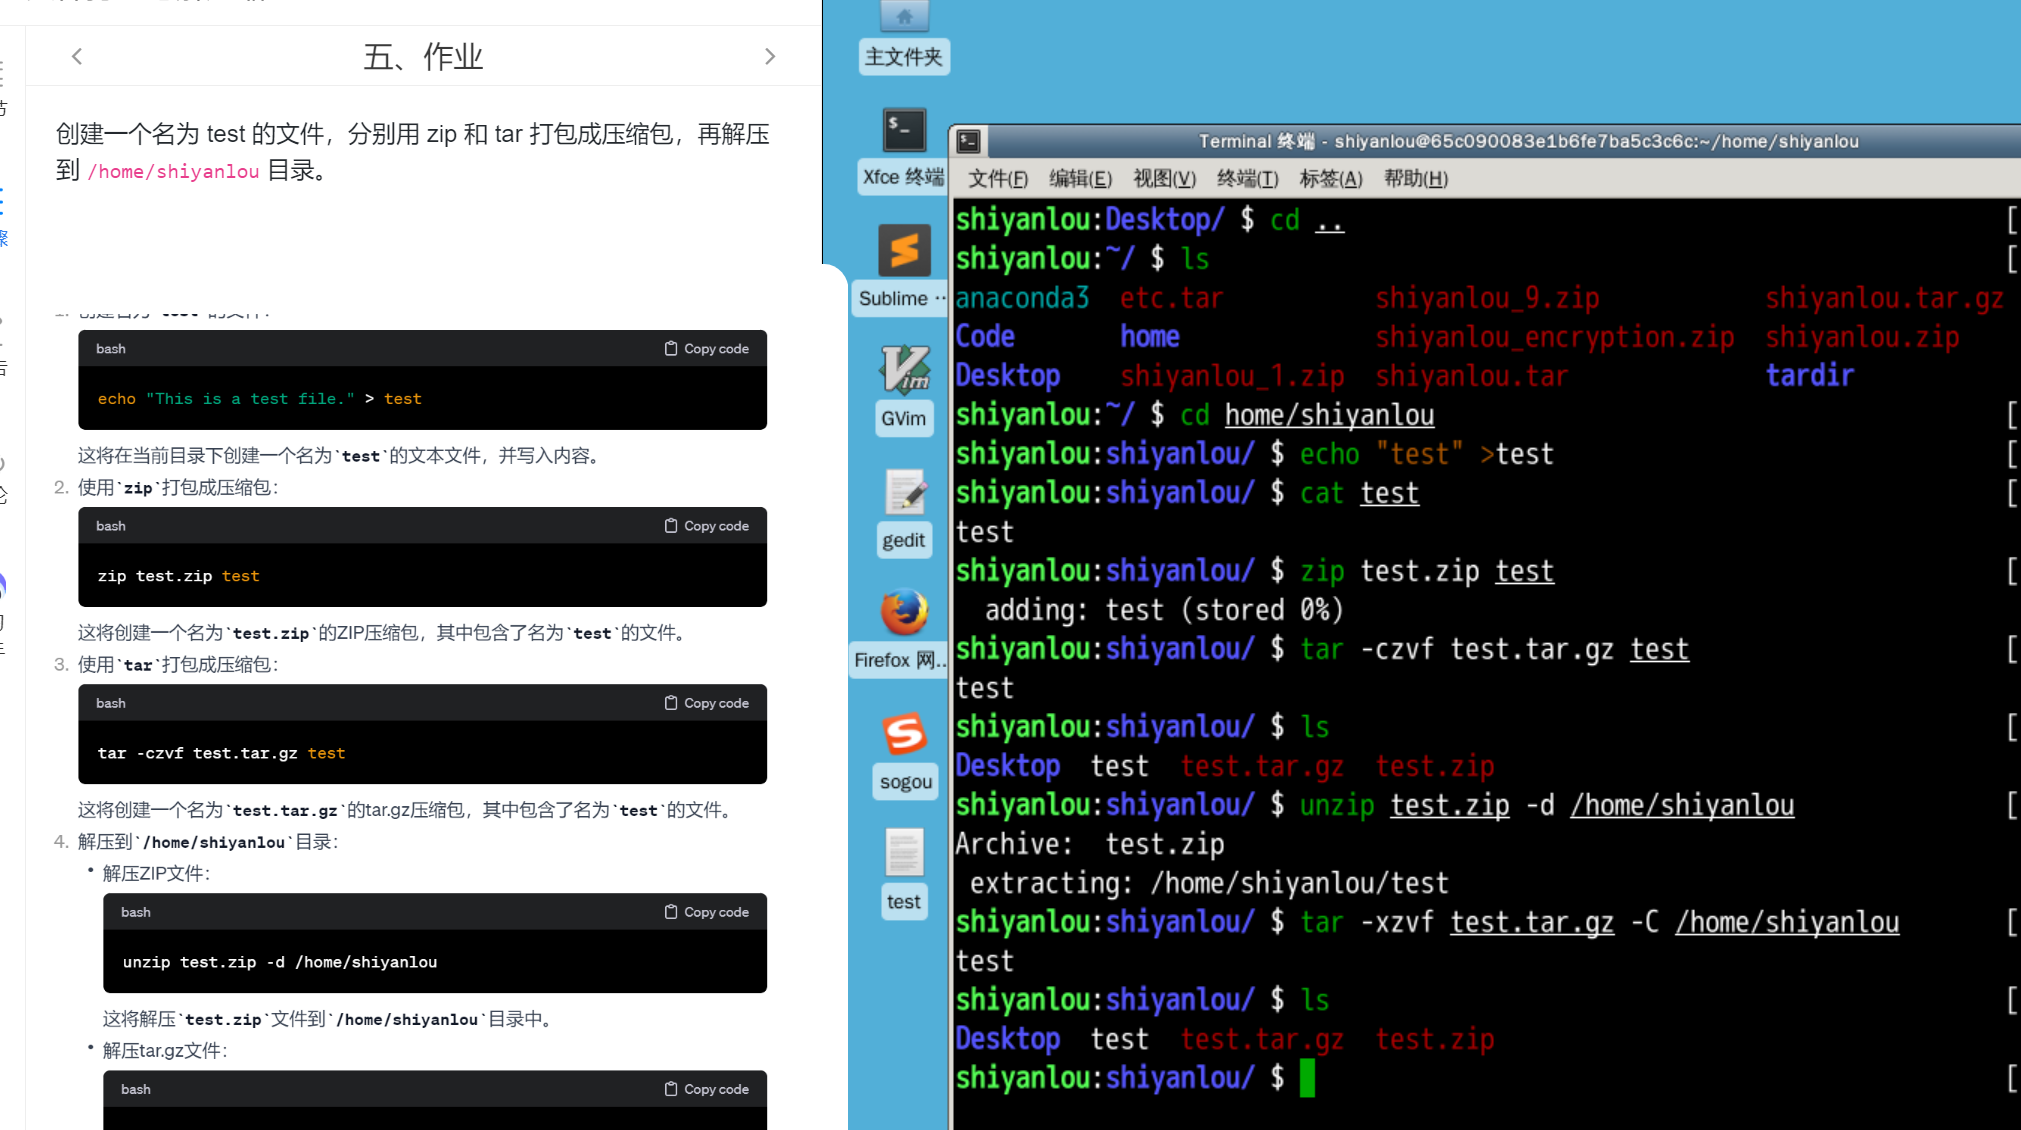 五、作业
创建一个名为 test 的文件，分别用 zip 和 tar 打包成压缩包，再解压
到 /home/shiyanlou 目录。
bash
Copy code
echo "This is a test file." > test
这将在当前目录下创建一个名为`test`的文本文件，并写入内容。
2. 使用`zip`打包成压缩包：
bash
Copy code
zip test.zip test
这将创建一个名为`test.zip`的ZIP压缩包，其中包含了名为`test`的文件。
3. 使用`tar`打包成压缩包：
bash
Copy code
tar -czvf test.tar.gz test
这将创建一个名为`test.tar.gz`的tar.gz压缩包，其中包含了名为`test`的文件。
4. 解压到`/home/shiyanlou`目录：
• 解压ZIP文件：
bash
Copy code
unzip test.zip -d /home/shiyanlou
这将解压`test.zip`文件到`/home/shiyanlou`目录中。
• 解压tar.gz文件：
bash
Copy code
主文件夹
Xfce 终端
Sublime ··
GVim
gedit
Firefox 网..
sogou
test
Terminal 终端 - shiyanlou@65c090083e1b6fe7ba5c3c6c:~/home/shiyanlou
文件(F) 编辑(E) 视图(V) 终端(T) 标签(A) 帮助(H)
shiyanlou:Desktop/ $ cd .. [
shiyanlou:~/ $ ls [
anaconda3 etc.tar shiyanlou_9.zip shiyanlou.tar.gz
Code home shiyanlou_encryption.zip shiyanlou.zip
Desktop shiyanlou_1.zip shiyanlou.tar tardir
shiyanlou:~/ $ cd home/shiyanlou [
shiyanlou:shiyanlou/ $ echo "test" >test [
shiyanlou:shiyanlou/ $ cat test [
test
shiyanlou:shiyanlou/ $ zip test.zip test [
adding: test (stored 0%)
shiyanlou:shiyanlou/ $ tar -czvf test.tar.gz test [
test
shiyanlou:shiyanlou/ $ ls [
Desktop test test.tar.gz test.zip
shiyanlou:shiyanlou/ $ unzip test.zip -d /home/shiyanlou [
Archive: test.zip
extracting: /home/shiyanlou/test
shiyanlou:shiyanlou/ $ tar -xzvf test.tar.gz -C /home/shiyanlou [
test
shiyanlou:shiyanlou/ $ ls [
Desktop test test.tar.gz test.zip
shiyanlou:shiyanlou/ $ [